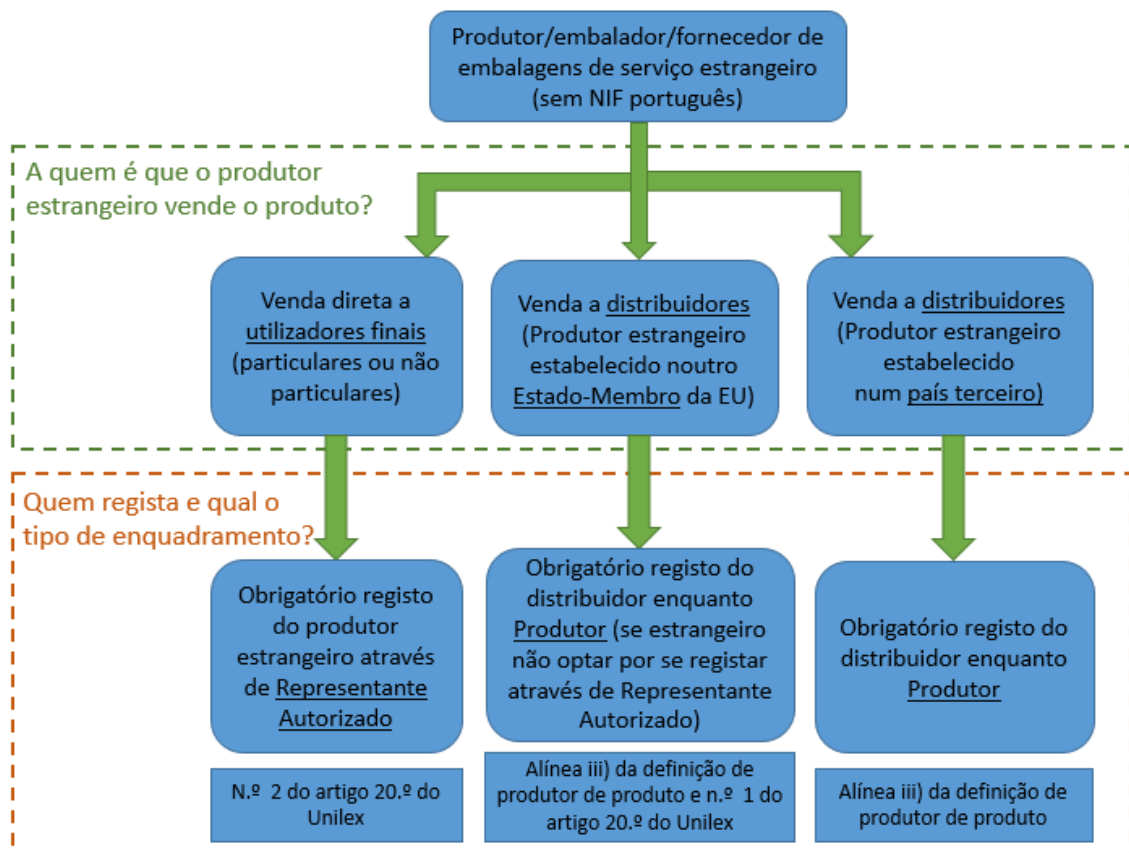 Produtor/embalador/fornecedor de
embalagens de serviço estrangeiro
(sem NIF português)
A quem é que o produtor
estrangeiro vende o produto?
Venda direta a
utilizadores finais
(particulares ou não
particulares)
Venda a distribuidores
(Produtor estrangeiro
estabelecido noutro
Estado-Membro da EU)
Venda a distribuidores
(Produtor estrangeiro
estabelecido
num país terceiro)
Quem regista e qual o
tipo de enquadramento?
Obrigatório registo
do produtor
estrangeiro através
de Representante
Autorizado
Obrigatório registo do
distribuidor enquanto
Produtor (se estrangeiro
não optar por se registar
através de Representante
Autorizado)
Obrigatório registo do
distribuidor enquanto
Produtor
N.º 2 do artigo 20.º do
Unilex
Alínea iii) da definição de
produtor de produto e n.º 1 do
artigo 20.º do Unilex
Alínea iii) da definição de
produtor de produto